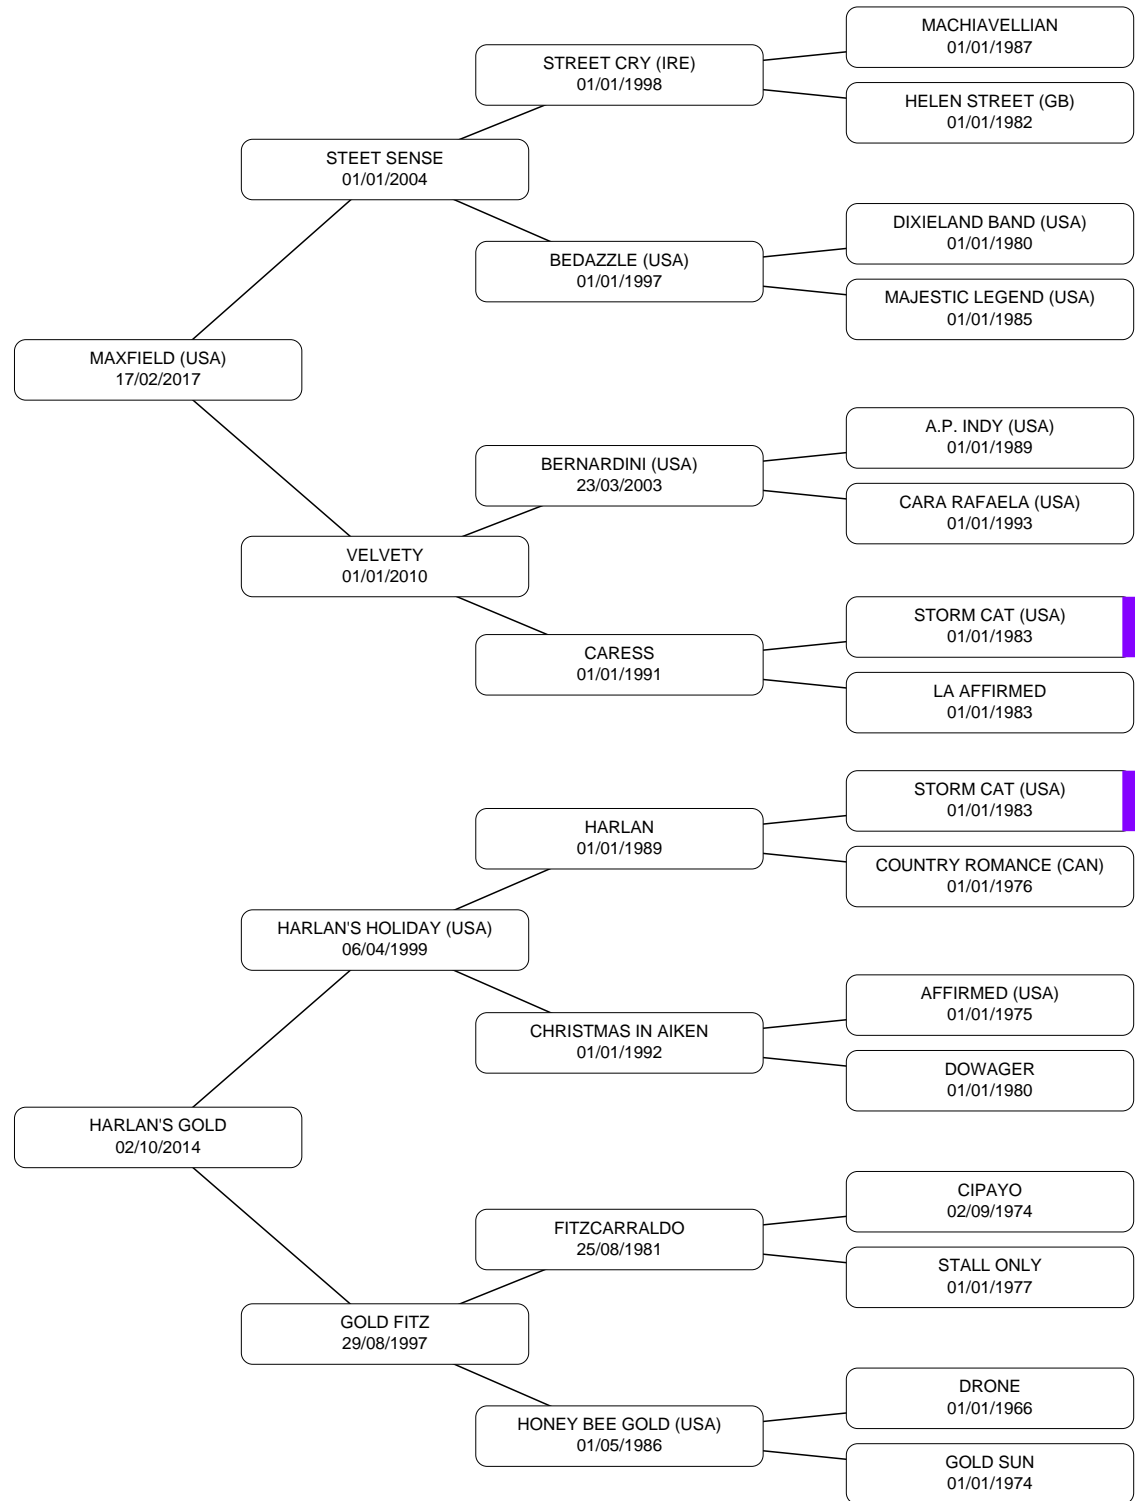 MACHIAVELLIAN
01/01/1987
STREET CRY (IRE)
01/01/1998
HELEN STREET (GB)
01/01/1982
STEET SENSE
01/01/2004
DIXIELAND BAND (USA)
01/01/1980
BEDAZZLE (USA)
01/01/1997
MAJESTIC LEGEND (USA)
01/01/1985
MAXFIELD (USA)
17/02/2017
A.P. INDY (USA)
01/01/1989
BERNARDINI (USA)
23/03/2003
CARA RAFAELA (USA)
01/01/1993
VELVETY
01/01/2010
STORM CAT (USA)
01/01/1983
CARESS
01/01/1991
LA AFFIRMED
01/01/1983
STORM CAT (USA)
01/01/1983
HARLAN
01/01/1989
COUNTRY ROMANCE (CAN)
01/01/1976
HARLAN'S HOLIDAY (USA)
06/04/1999
AFFIRMED (USA)
01/01/1975
CHRISTMAS IN AIKEN
01/01/1992
DOWAGER
01/01/1980
HARLAN'S GOLD
02/10/2014
CIPAYO
02/09/1974
FITZCARRALDO
25/08/1981
STALL ONLY
01/01/1977
GOLD FITZ
29/08/1997
DRONE
01/01/1966
HONEY BEE GOLD (USA)
01/05/1986
GOLD SUN
01/01/1974